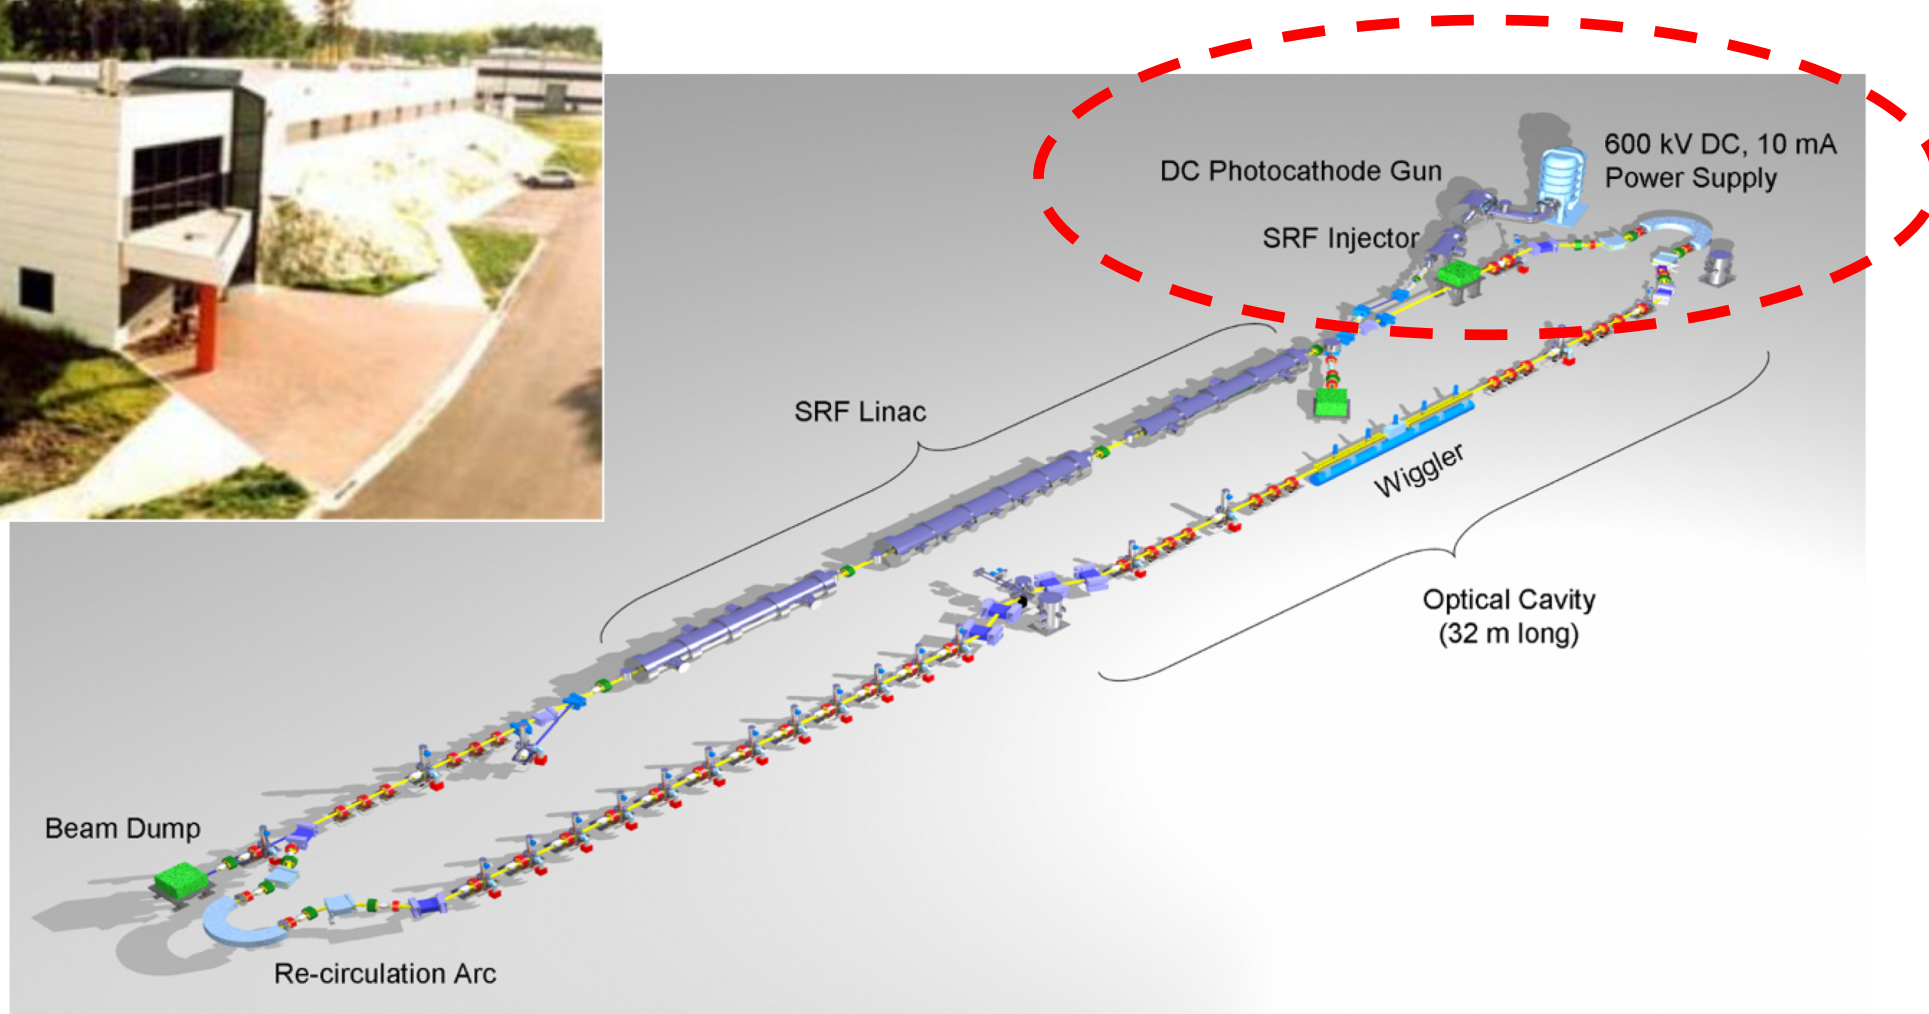 600 kV DC, 10 mA
Power Supply
DC Photocathode Gun
SRF Injector
SRF Linac
Wiggler
Optical Cavity
(32 m long)
Beam Dump
Re-circulation Arc